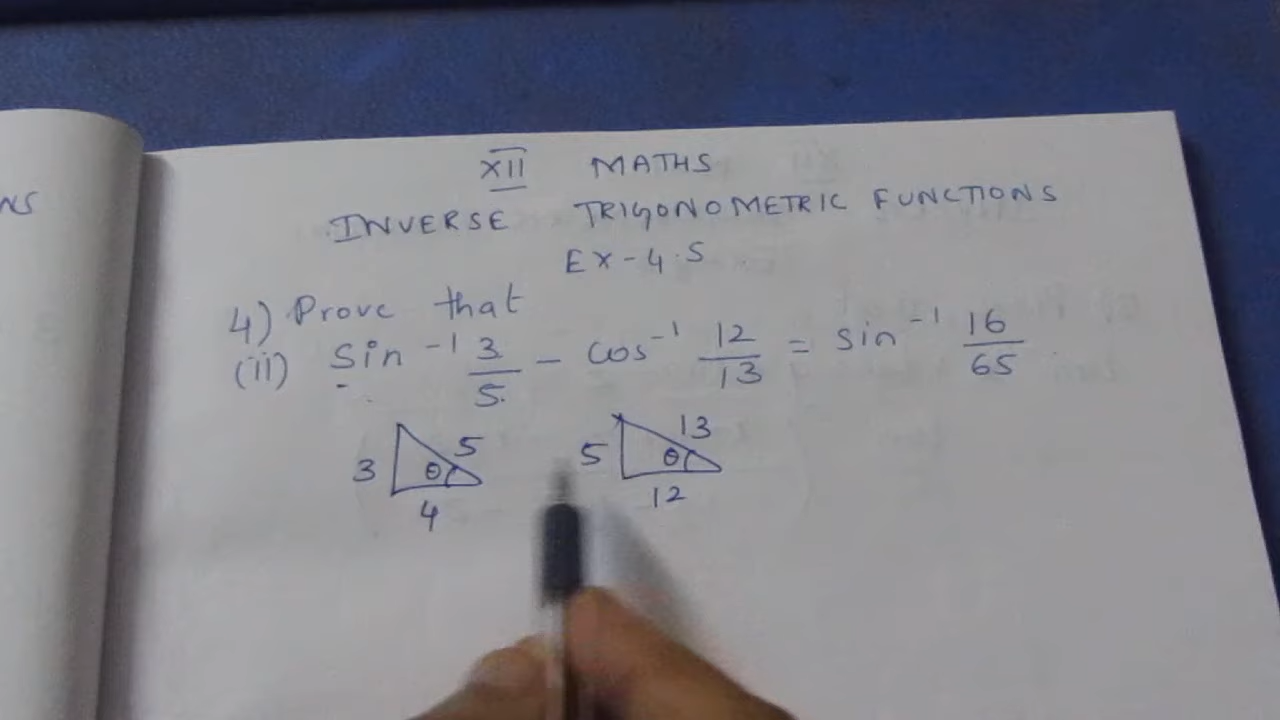 NS
XII MATHS
INVERSE TRIGONOMETRIC FUNCTIONS
EX-4.5
4) Prove that
(ii) Sin⁻¹ 3/5 - cos⁻¹ 12/13 = sin⁻¹ 16/65
3 θ 5 4
5 θ 13 12